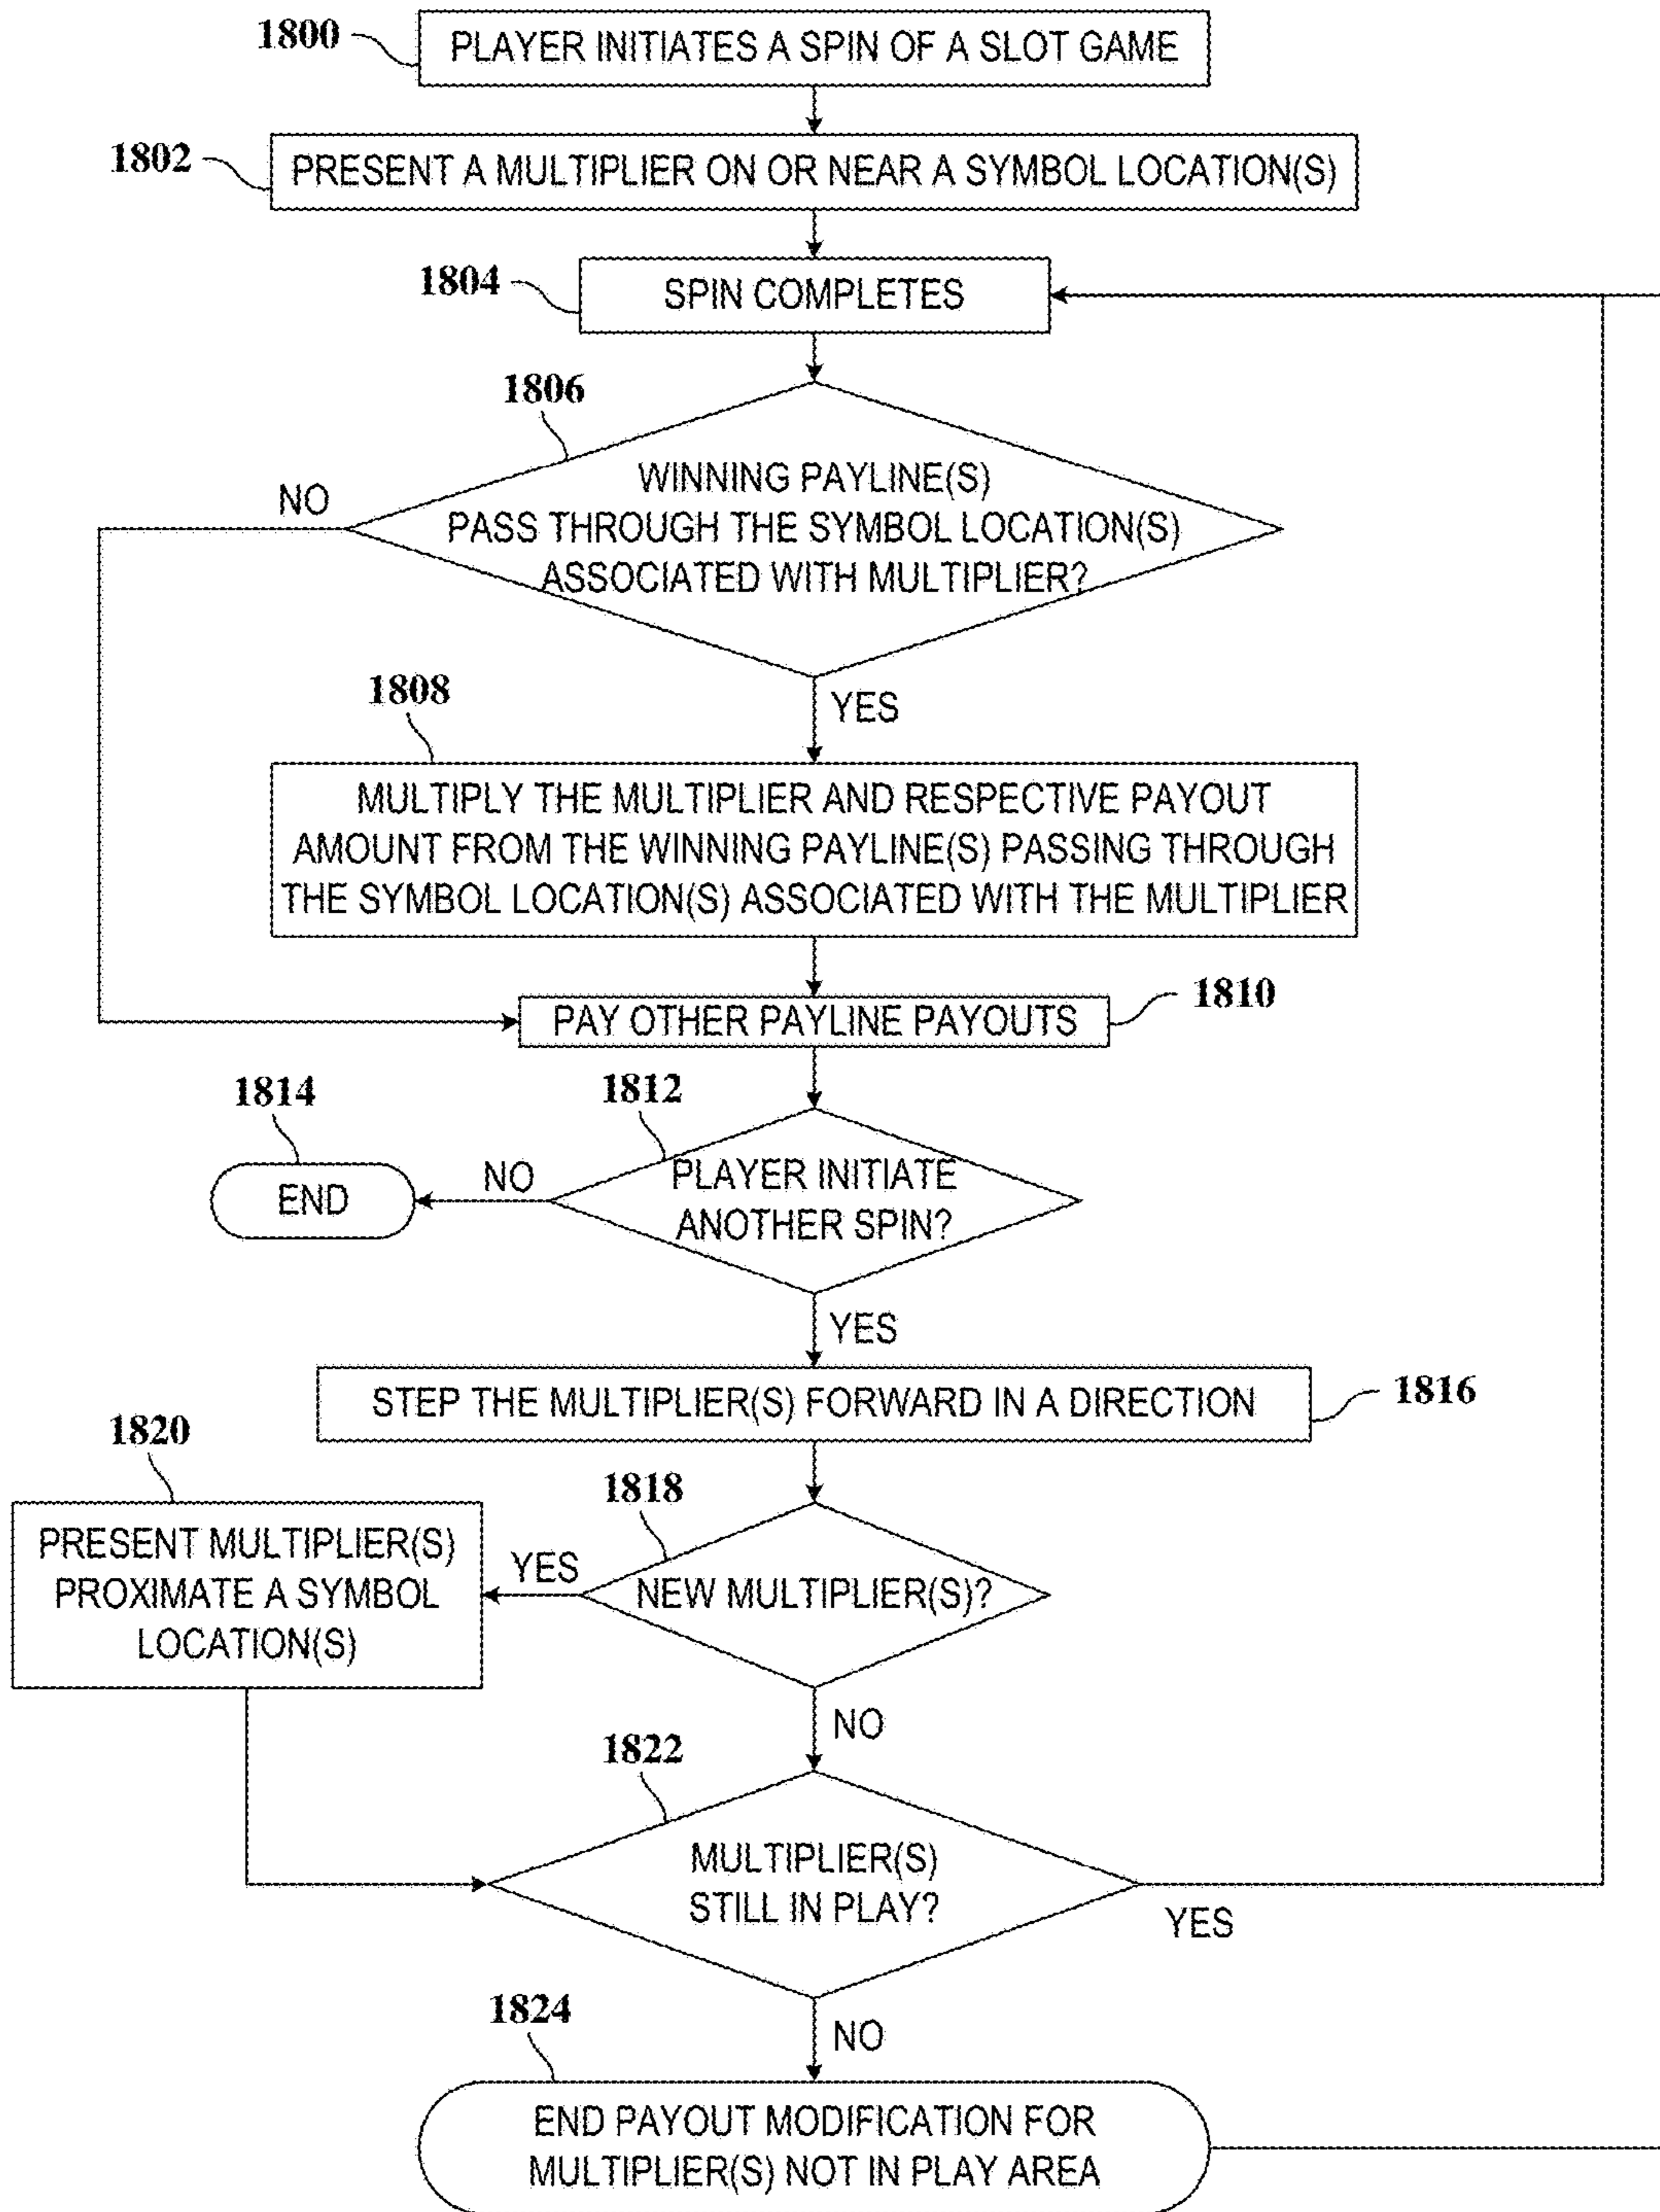 1800
PLAYER INITIATES A SPIN OF A SLOT GAME
1802
PRESENT A MULTIPLIER ON OR NEAR A SYMBOL LOCATION(S)
1804
SPIN COMPLETES
1806
WINNING PAYLINE(S)
PASS THROUGH THE SYMBOL LOCATION(S)
ASSOCIATED WITH MULTIPLIER?
NO
YES
1808
MULTIPLY THE MULTIPLIER AND RESPECTIVE PAYOUT
AMOUNT FROM THE WINNING PAYLINE(S) PASSING THROUGH
THE SYMBOL LOCATION(S) ASSOCIATED WITH THE MULTIPLIER
1810
PAY OTHER PAYLINE PAYOUTS
1812
PLAYER INITIATE
ANOTHER SPIN?
NO
1814
END
YES
STEP THE MULTIPLIER(S) FORWARD IN A DIRECTION
1816
1818
NEW MULTIPLIER(S)?
YES
1820
PRESENT MULTIPLIER(S)
PROXIMATE A SYMBOL
LOCATION(S)
NO
1822
MULTIPLIER(S)
STILL IN PLAY?
YES
NO
1824
END PAYOUT MODIFICATION FOR
MULTIPLIER(S) NOT IN PLAY AREA